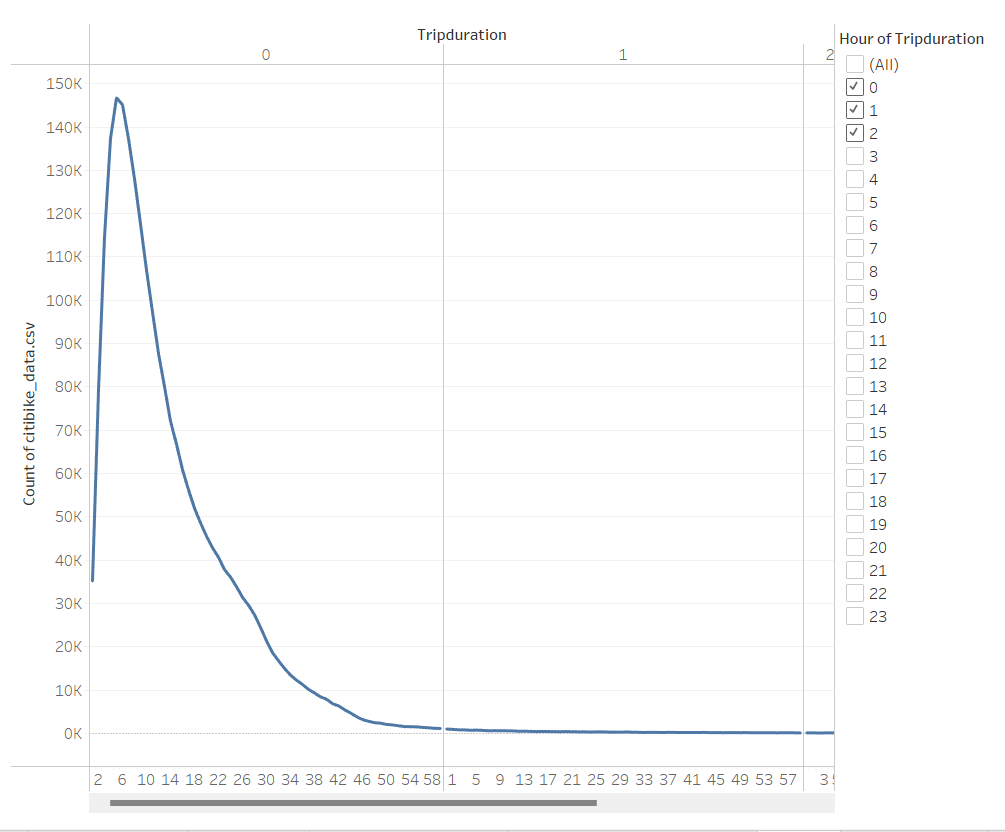 Tripduration
0 1 2
150K
140K
130K
120K
110K
100K
90K
80K
70K
60K
50K
40K
30K
20K
10K
0K
Count of citibike_data.csv
2 6 10 14 18 22 26 30 34 38 42 46 50 54 58 1 5 9 13 17 21 25 29 33 37 41 45 49 53 57 3
Hour of Tripduration
(All)
0
1
2
3
4
5
6
7
8
9
10
11
12
13
14
15
16
17
18
19
20
21
22
23